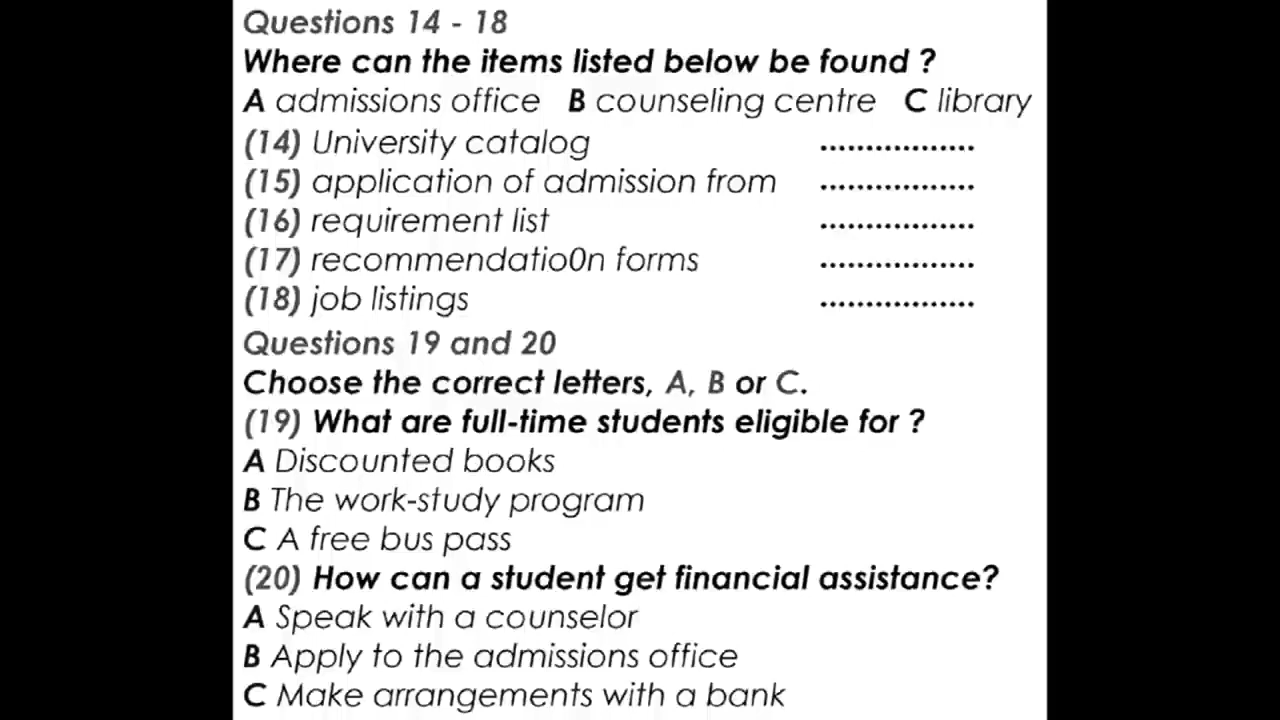 Questions 14 - 18
Where can the items listed below be found ?
A admissions office B counseling centre C library
(14) University catalog .................
(15) application of admission from .................
(16) requirement list .................
(17) recommendatio0n forms .................
(18) job listings .................
Questions 19 and 20
Choose the correct letters, A, B or C.
(19) What are full-time students eligible for ?
A Discounted books
B The work-study program
C A free bus pass
(20) How can a student get financial assistance?
A Speak with a counselor
B Apply to the admissions office
C Make arrangements with a bank